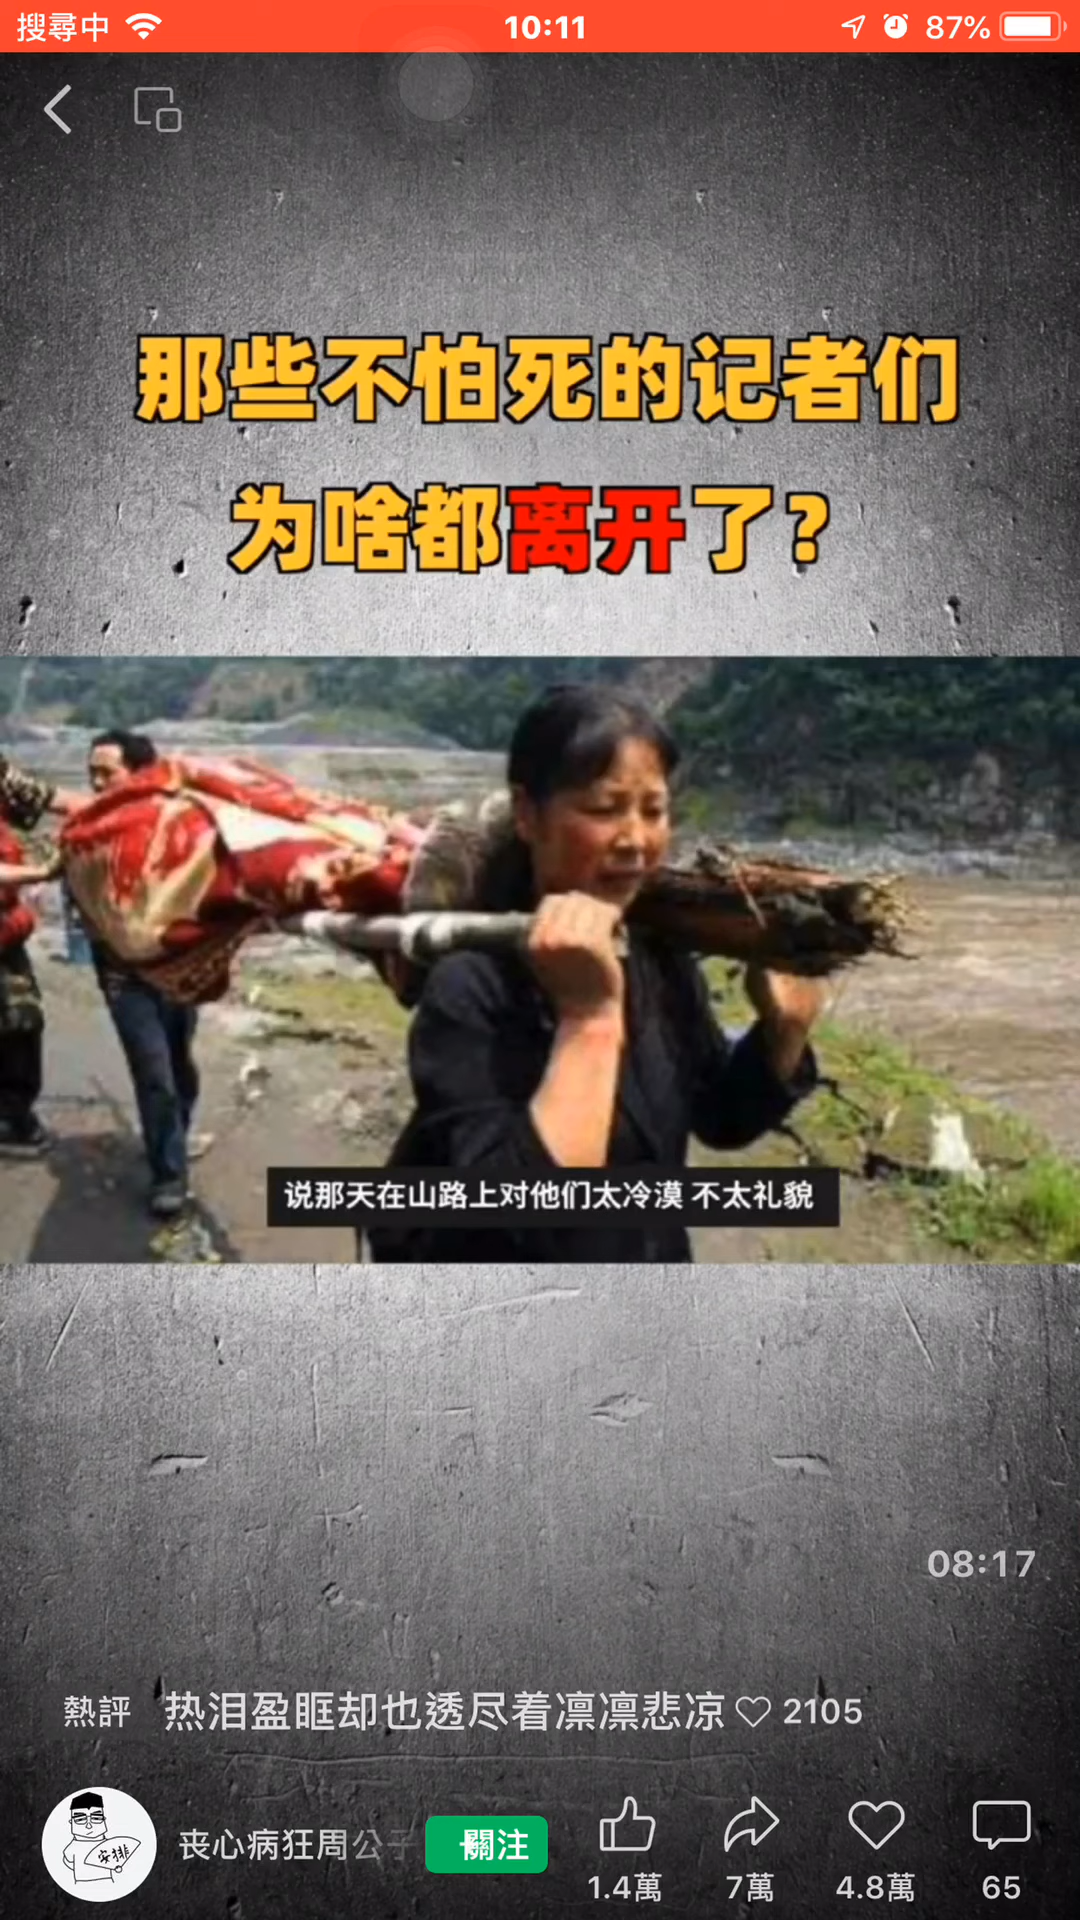 搜尋中
10:11
87%
那些不怕死的记者们
为啥都离开了?
说那天在山路上对他们太冷漠 不太礼貌
08:17
熱評 热泪盈眶却也透尽着凛凛悲凉 2105
安排
丧心病狂周公子
關注
1.4萬
7萬
4.8萬
65